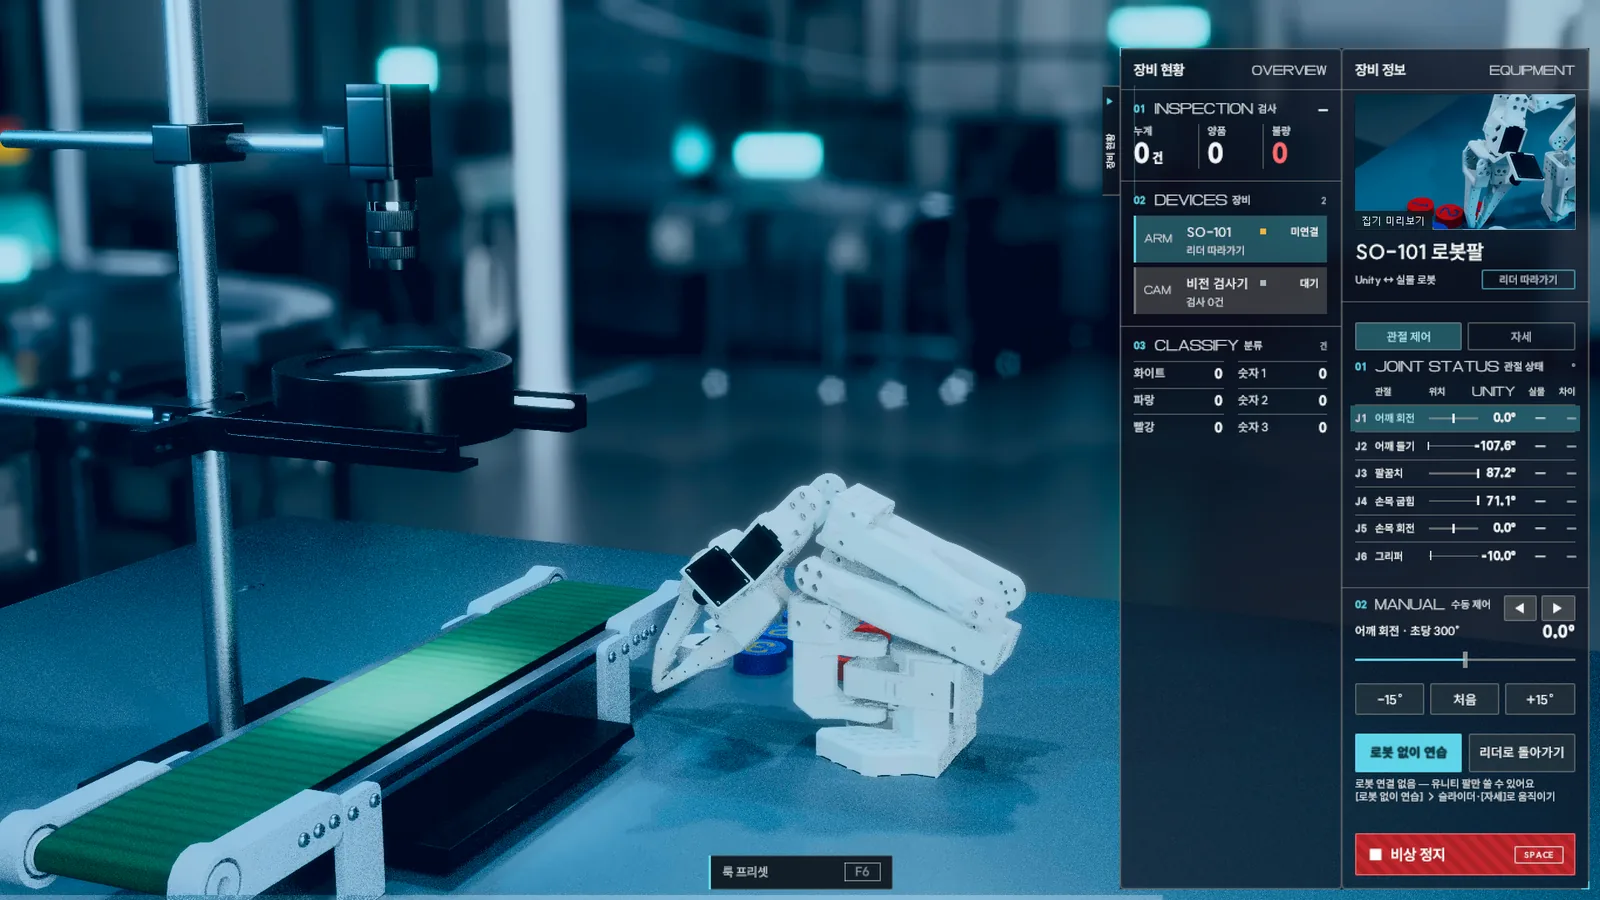 장비 현황 OVERVIEW
01 INSPECTION 검사
누계 양품 불량
0 건 0 0
02 DEVICES 장비 2
ARM SO-101 미연결
리더 따라가기
CAM 비전 검사기 대기
검사 0건
03 CLASSIFY 분류 건
화이트 0 숫자 1 0
파랑 0 숫자 2 0
빨강 0 숫자 3 0
장비 정보 EQUIPMENT
집기 미리보기
SO-101 로봇팔
Unity ↔ 실물 로봇 리더 따라가기
관절 제어 자세
01 JOINT STATUS 관절 상태 °
관절 위치 UNITY 실물 차이
J1 어깨 회전 0.0° — —
J2 어깨 들기 -107.6° — —
J3 팔꿈치 87.2° — —
J4 손목 굽힘 71.1° — —
J5 손목 회전 0.0° — —
J6 그리퍼 -10.0° — —
02 MANUAL 수동 제어 ◀ ▶
어깨 회전 · 초당 300° 0.0°
-15° 처음 +15°
로봇 없이 연습 리더로 돌아가기
로봇 연결 없음 — 유니티 팔만 쓸 수 있어요
[로봇 없이 연습] > 슬라이더·[자세]로 움직이기
비상 정지 SPACE
룩 프리셋 F6